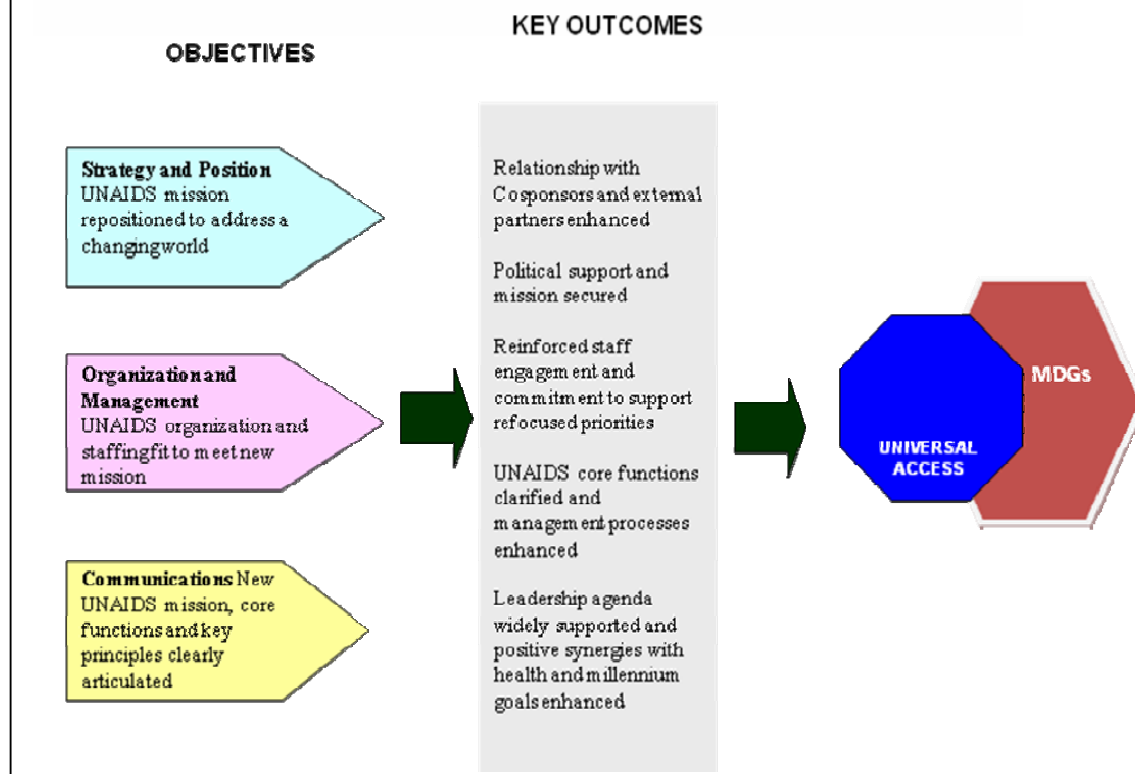 KEY OUTCOMES
OBJECTIVES
Strategy and Position
UNAIDS mission
repositioned to address a
changing world
Organization and
Management
UNAIDS organization and
staffing fit to meet new
mission
Communications New
UNAIDS mission, core
functions and key
principles clearly
articulated
Relationship with
Cosponsors and external
partners enhanced
Political support and
mission secured
Reinforced staff
engagement and
commitment to support
refocused priorities
UNAIDS core functions
clarified and
management processes
enhanced
Leadership agenda
widely supported and
positive synergies with
health and millennium
goals enhanced
MDGs
UNIVERSAL
ACCESS